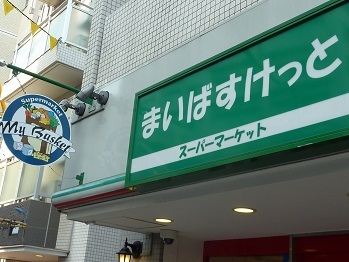 まいばすけっと
スーパーマーケット
Supermarket
My Basket